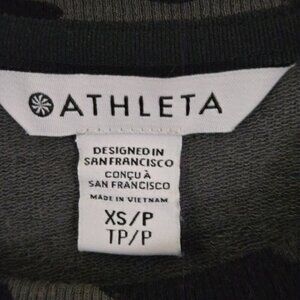 ATHLETA
DESIGNED IN
SAN FRANCISCO
CONÇU À
SAN FRANCISCO
MADE IN VIETNAM
XS/P
TP/P